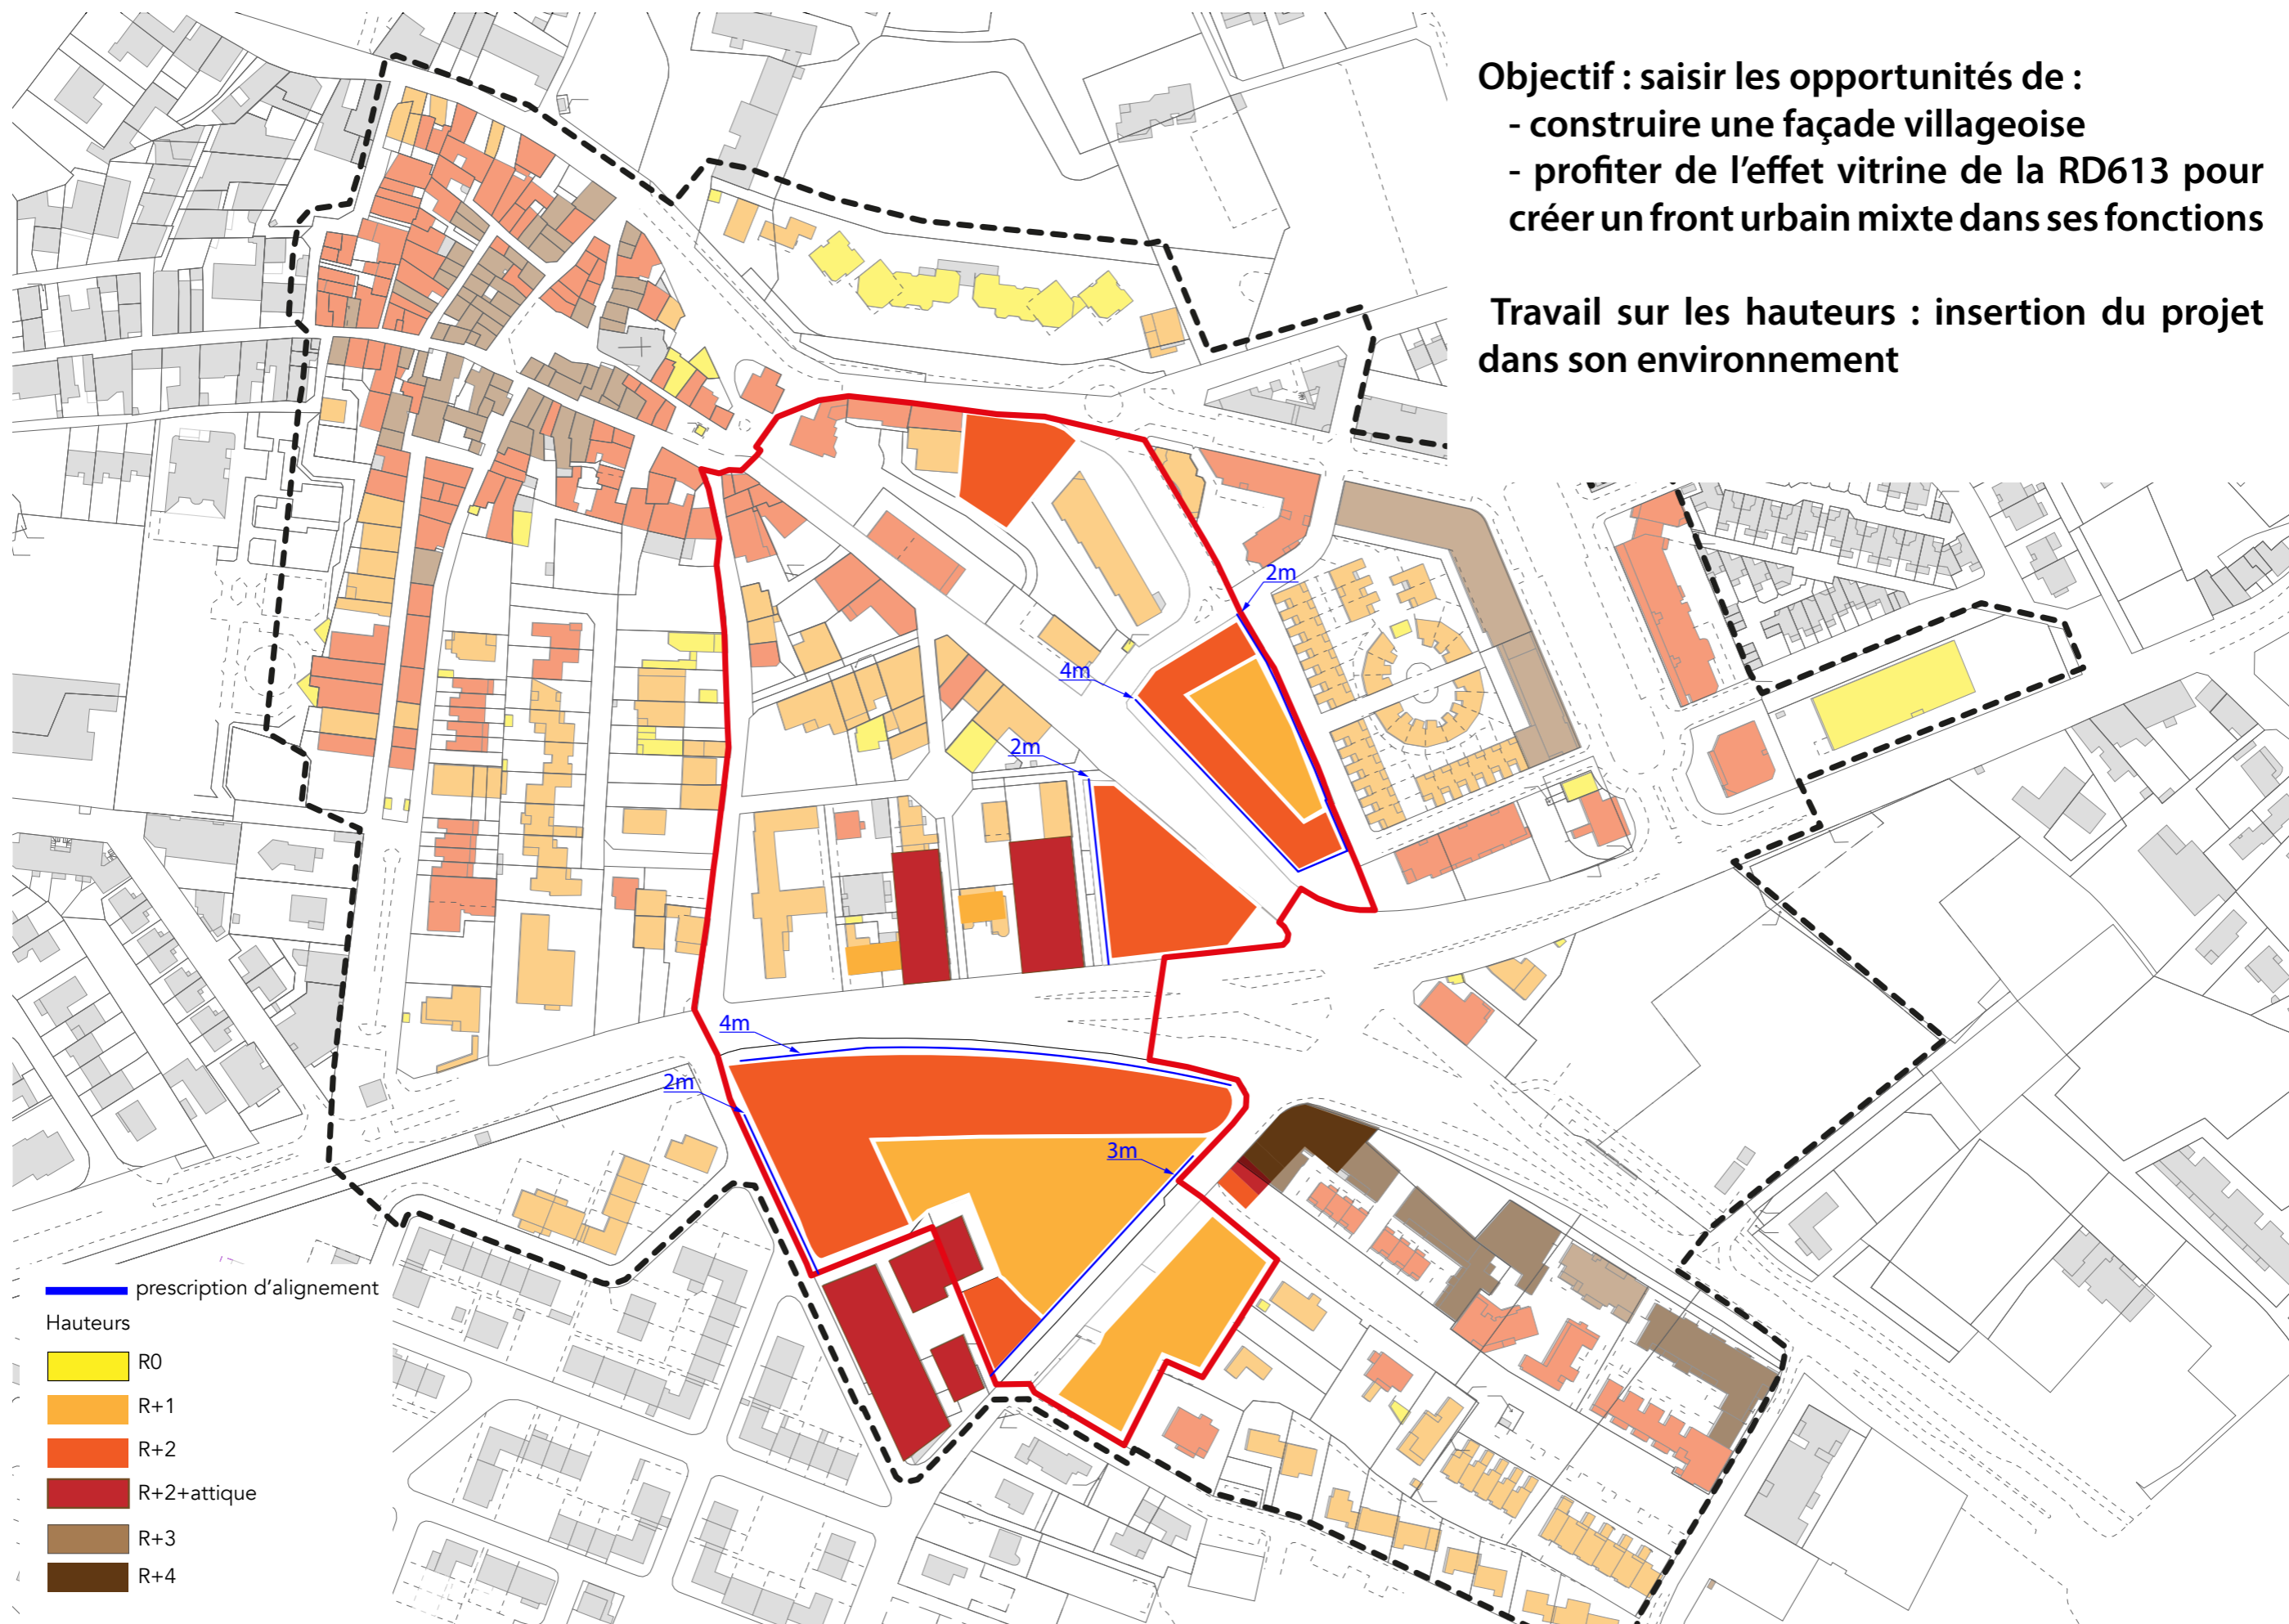 Objectif : saisir les opportunités de :
- construire une façade villageoise
- profiter de l'effet vitrine de la RD613 pour
créer un front urbain mixte dans ses fonctions
Travail sur les hauteurs : insertion du projet
dans son environnement
2m
4m
2m
4m
2m
3m
prescription d'alignement
Hauteurs
R0
R+1
R+2
R+2+attique
R+3
R+4